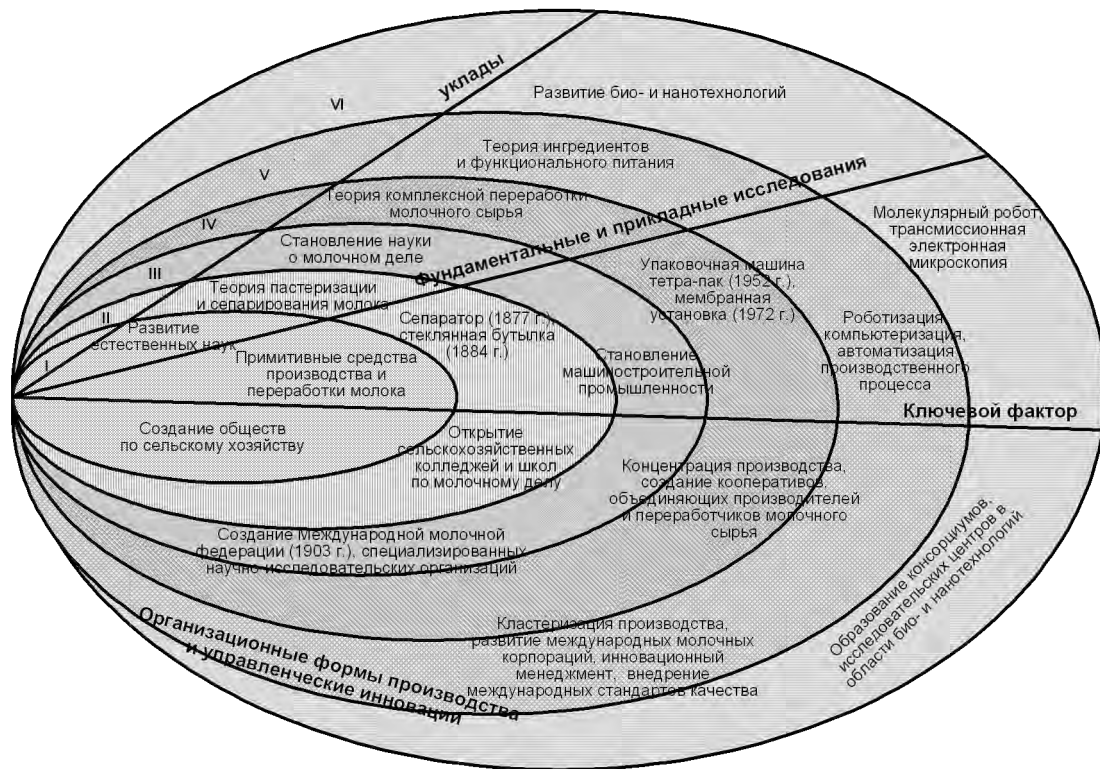 уклады
VI
Развитие био- и нанотехнологий
V
Теория ингредиентов
и функционального питания
IV
Теория комплексной переработки
молочного сырья
III
Становление науки
о молочном деле
II
Теория пастеризации
и сепарирования молока
I
Развитие
естественных наук
Фундаментальные и прикладные исследования
Молекулярный робот,
трансмиссионная
электронная
микроскопия
Упаковочная машина
тетра-пак (1952 г.),
мембранная
установка (1972 г.)
Роботизация,
компьютеризация,
автоматизация
производственного
процесса
Сепаратор (1877 г.),
стеклянная бутылка
(1884 г.)
Становление
машиностроительной
промышленности
Примитивные средства
производства и
переработки молока
Ключевой фактор
Создание обществ
по сельскому хозяйству
Открытие
сельскохозяйственных
колледжей и школ
по молочному делу
Концентрация производства,
создание кооперативов,
объединяющих производителей
и переработчиков молочного
сырья
Создание Международной молочной
федерации (1903 г.), специализированных
научно-исследовательских организаций
Образование консорциумов,
исследовательских центров в
области био- и нанотехнологий
Кластеризация производства,
развитие международных молочных
корпораций, инновационный
менеджмент, внедрение
международных стандартов качества
Организационные формы производства
и управленческие инновации